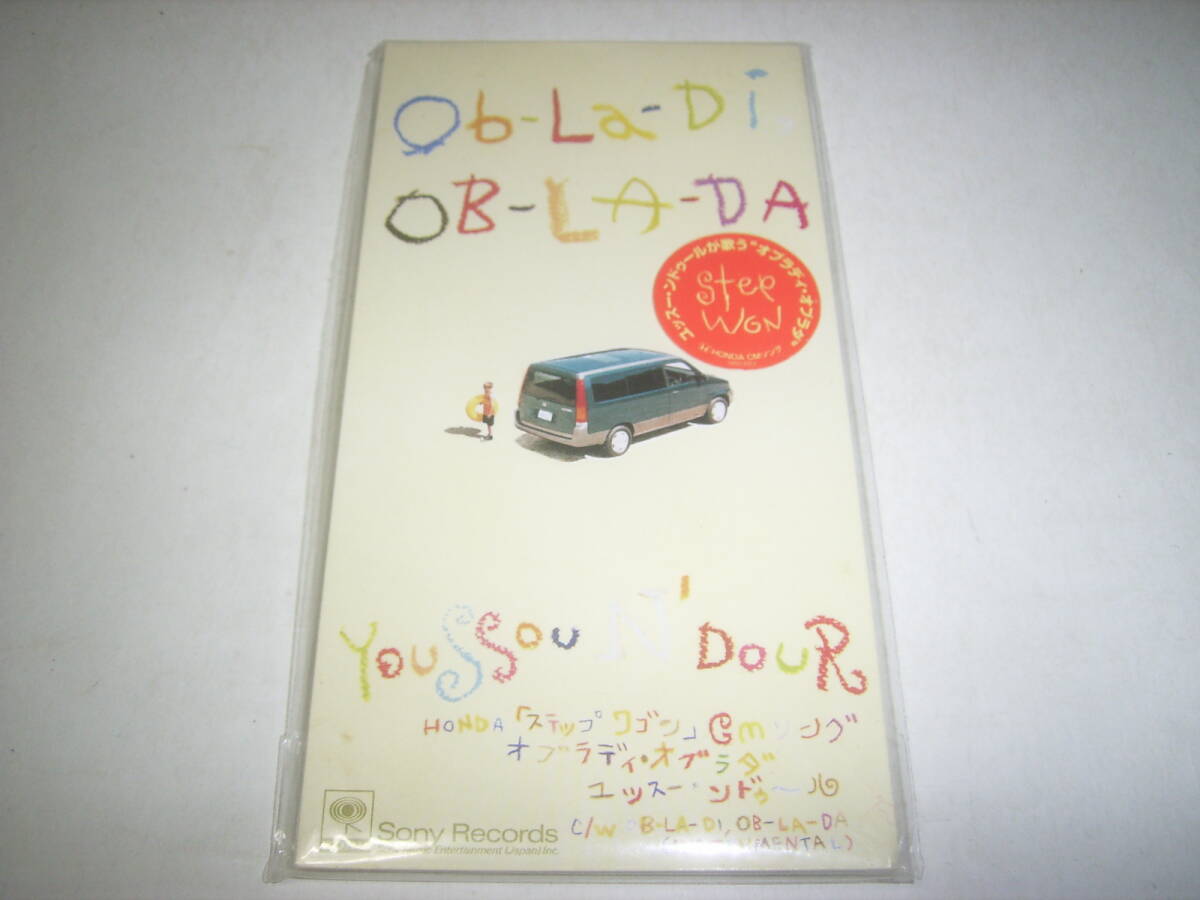 Ob-La-Di,
OB-LA-DA
ユッスー・ンドゥールが歌う"オブラディ・オブラダ"
Step
WGN
HONDA CMソング
YouSSou N'DouR
HONDA「ステップワゴン」CMソング
オブラディ・オブラダ
ユッスー・ンドゥール
C/W OB-LA-DI, OB-LA-DA
Sony Records
Entertainment (Japan) Inc.